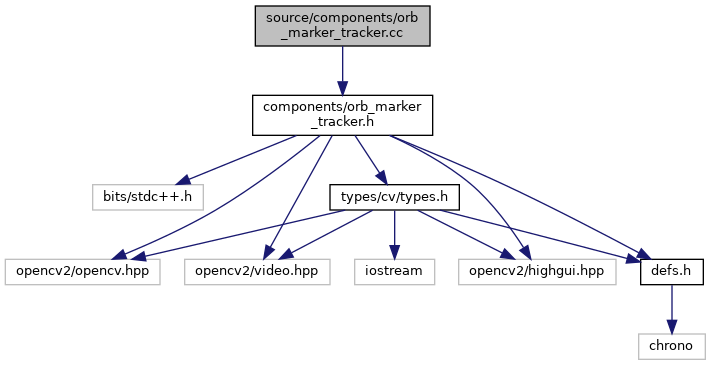 source/components/orb
_marker_tracker.cc
components/orb_marker
_tracker.h
bits/stdc++.h
types/cv/types.h
opencv2/opencv.hpp
opencv2/video.hpp
iostream
opencv2/highgui.hpp
defs.h
chrono